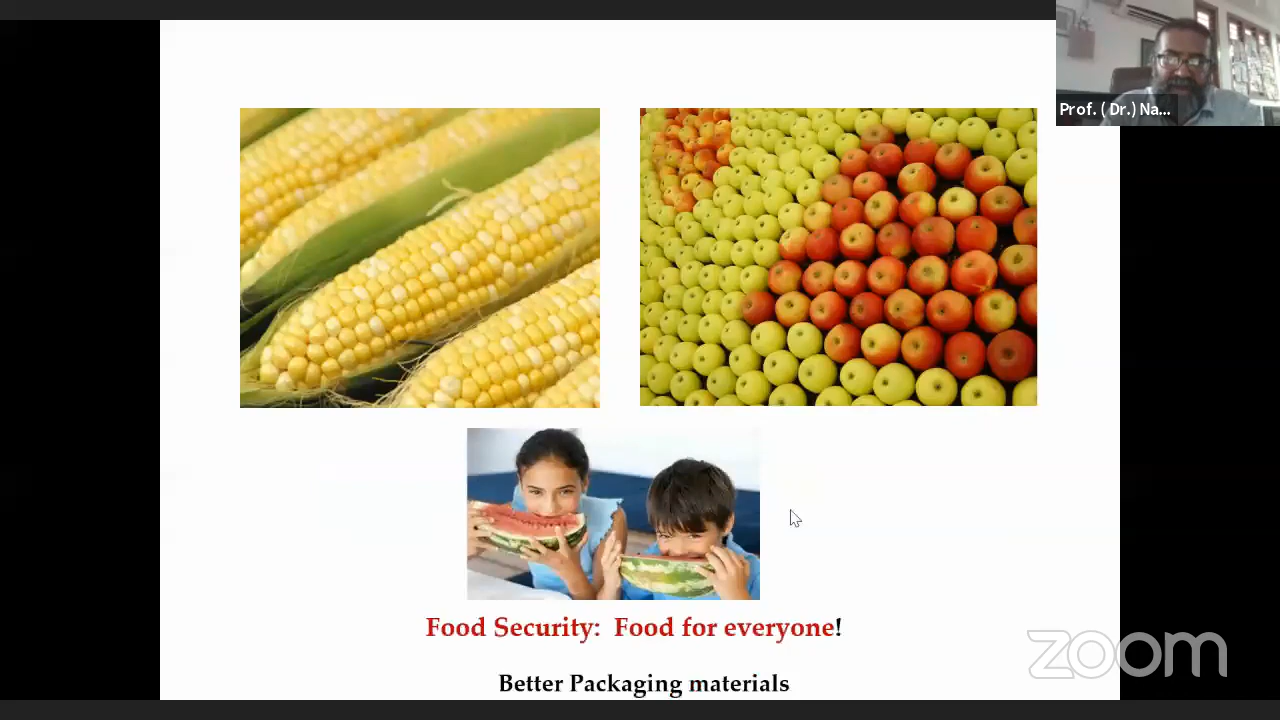 Prof. ( Dr.) Na...
Food Security:  Food for everyone!
zoom
Better Packaging materials